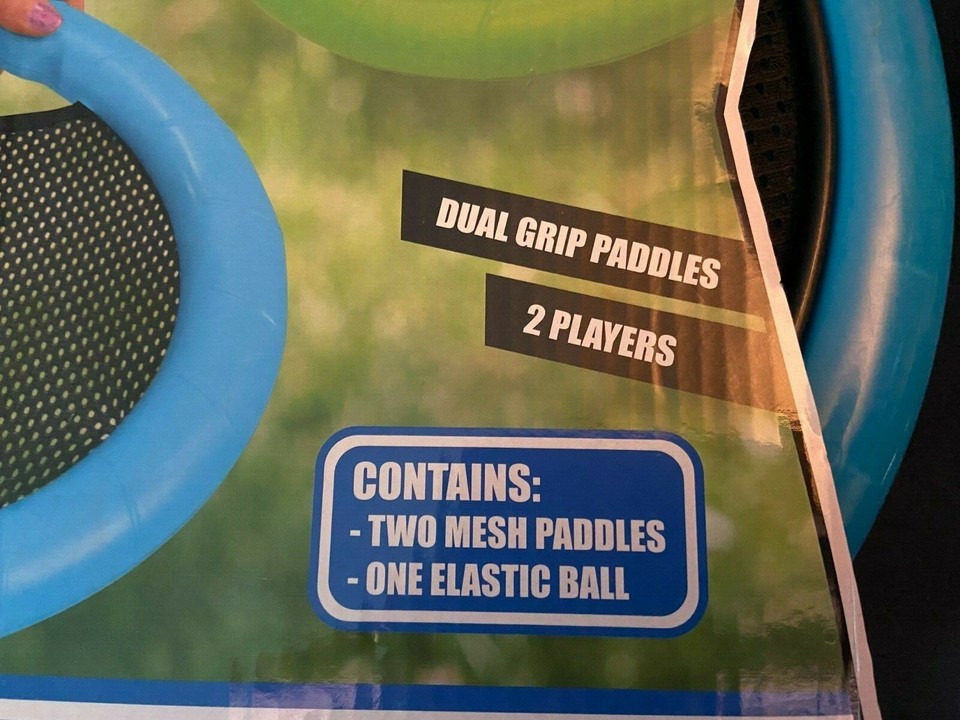 DUAL GRIP PADDLES
2 PLAYERS
CONTAINS:
- TWO MESH PADDLES
- ONE ELASTIC BALL